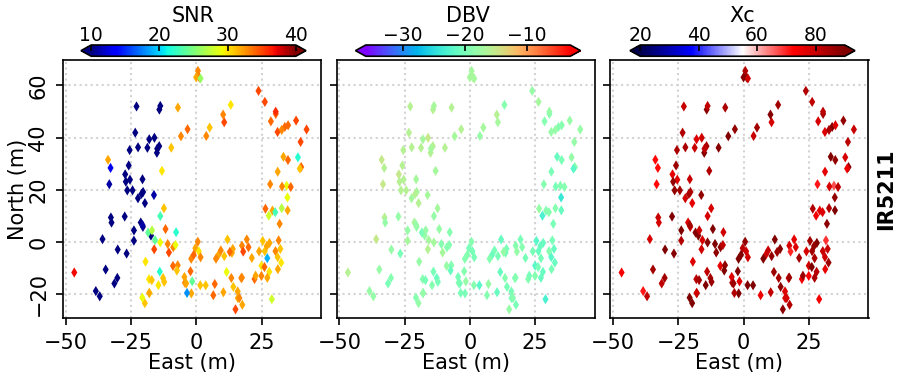 SNR DBV Xc
10 20 30 40 −30 −20 −10 20 40 60 80
North (m)
60
40
20
0
−20
IR5211
−50 −25 0 25 −50 −25 0 25 −50 −25 0 25
East (m) East (m) East (m)